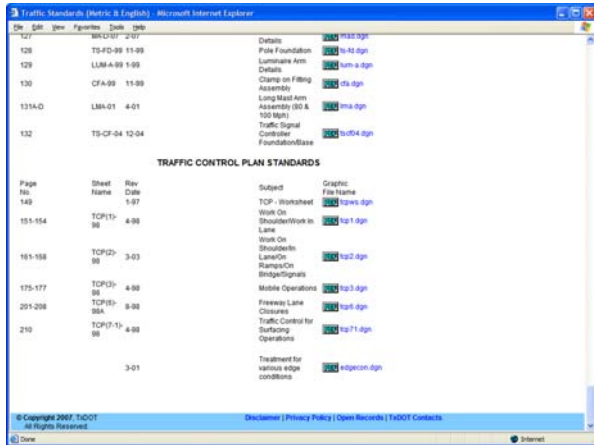 Traffic Standards (Metric & English) - Microsoft Internet Explorer
File Edit View Favorites Tools Help
127 MA-D-07 2-07 Details mad.dgn
128 TS-FD-99 11-99 Pole Foundation ts-fd.dgn
129 LUM-A-99 1-99 Luminaire Arm
Details lum-a.dgn
130 CFA-99 11-99 Clamp on Fitting
Assembly cfa.dgn
131A-D LMA-01 4-01 Long Mast Arm
Assembly (80 &
100 Mph) lma.dgn
132 TS-CF-04 12-04 Traffic Signal
Controller
Foundation/Base tscf04.dgn
TRAFFIC CONTROL PLAN STANDARDS
Page
No. Sheet
Name Rev
Date Subject Graphic
File Name
149 1-97 TCP - Worksheet tcpws.dgn
151-154 TCP(1)-
98 4-98 Work On
Shoulder/Work In
Lane tcp1.dgn
161-168 TCP(2)-
98 3-03 Work On
Shoulder/In
Lane/On
Ramps/On
Bridge/Signals tcp2.dgn
175-177 TCP(3)-
98 4-98 Mobile Operations tcp3.dgn
201-208 TCP(6)-
98A 8-98 Freeway Lane
Closures tcp6.dgn
210 TCP(7-1)-
98 4-98 Traffic Control for
Surfacing
Operations tcp71.dgn
3-01 Treatment for
various edge
conditions edgecon.dgn
© Copyright 2007, TxDOT
All Rights Reserved.
Disclaimer | Privacy Policy | Open Records | TxDOT Contacts
Done Internet